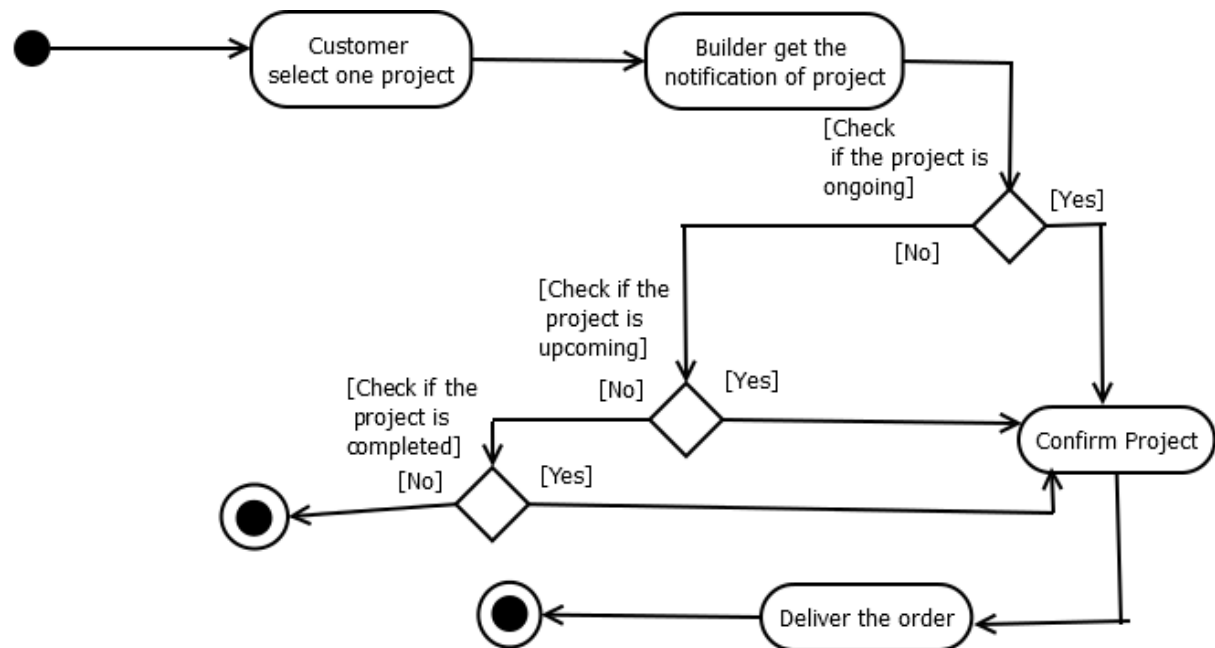 Customer
select one project
Builder get the
notification of project
[Check
if the project is
ongoing]
[Yes]
[No]
[Check if the
project is
upcoming]
[No]
[Yes]
[Check if the
project is
completed]
[No]
[Yes]
Confirm Project
Deliver the order